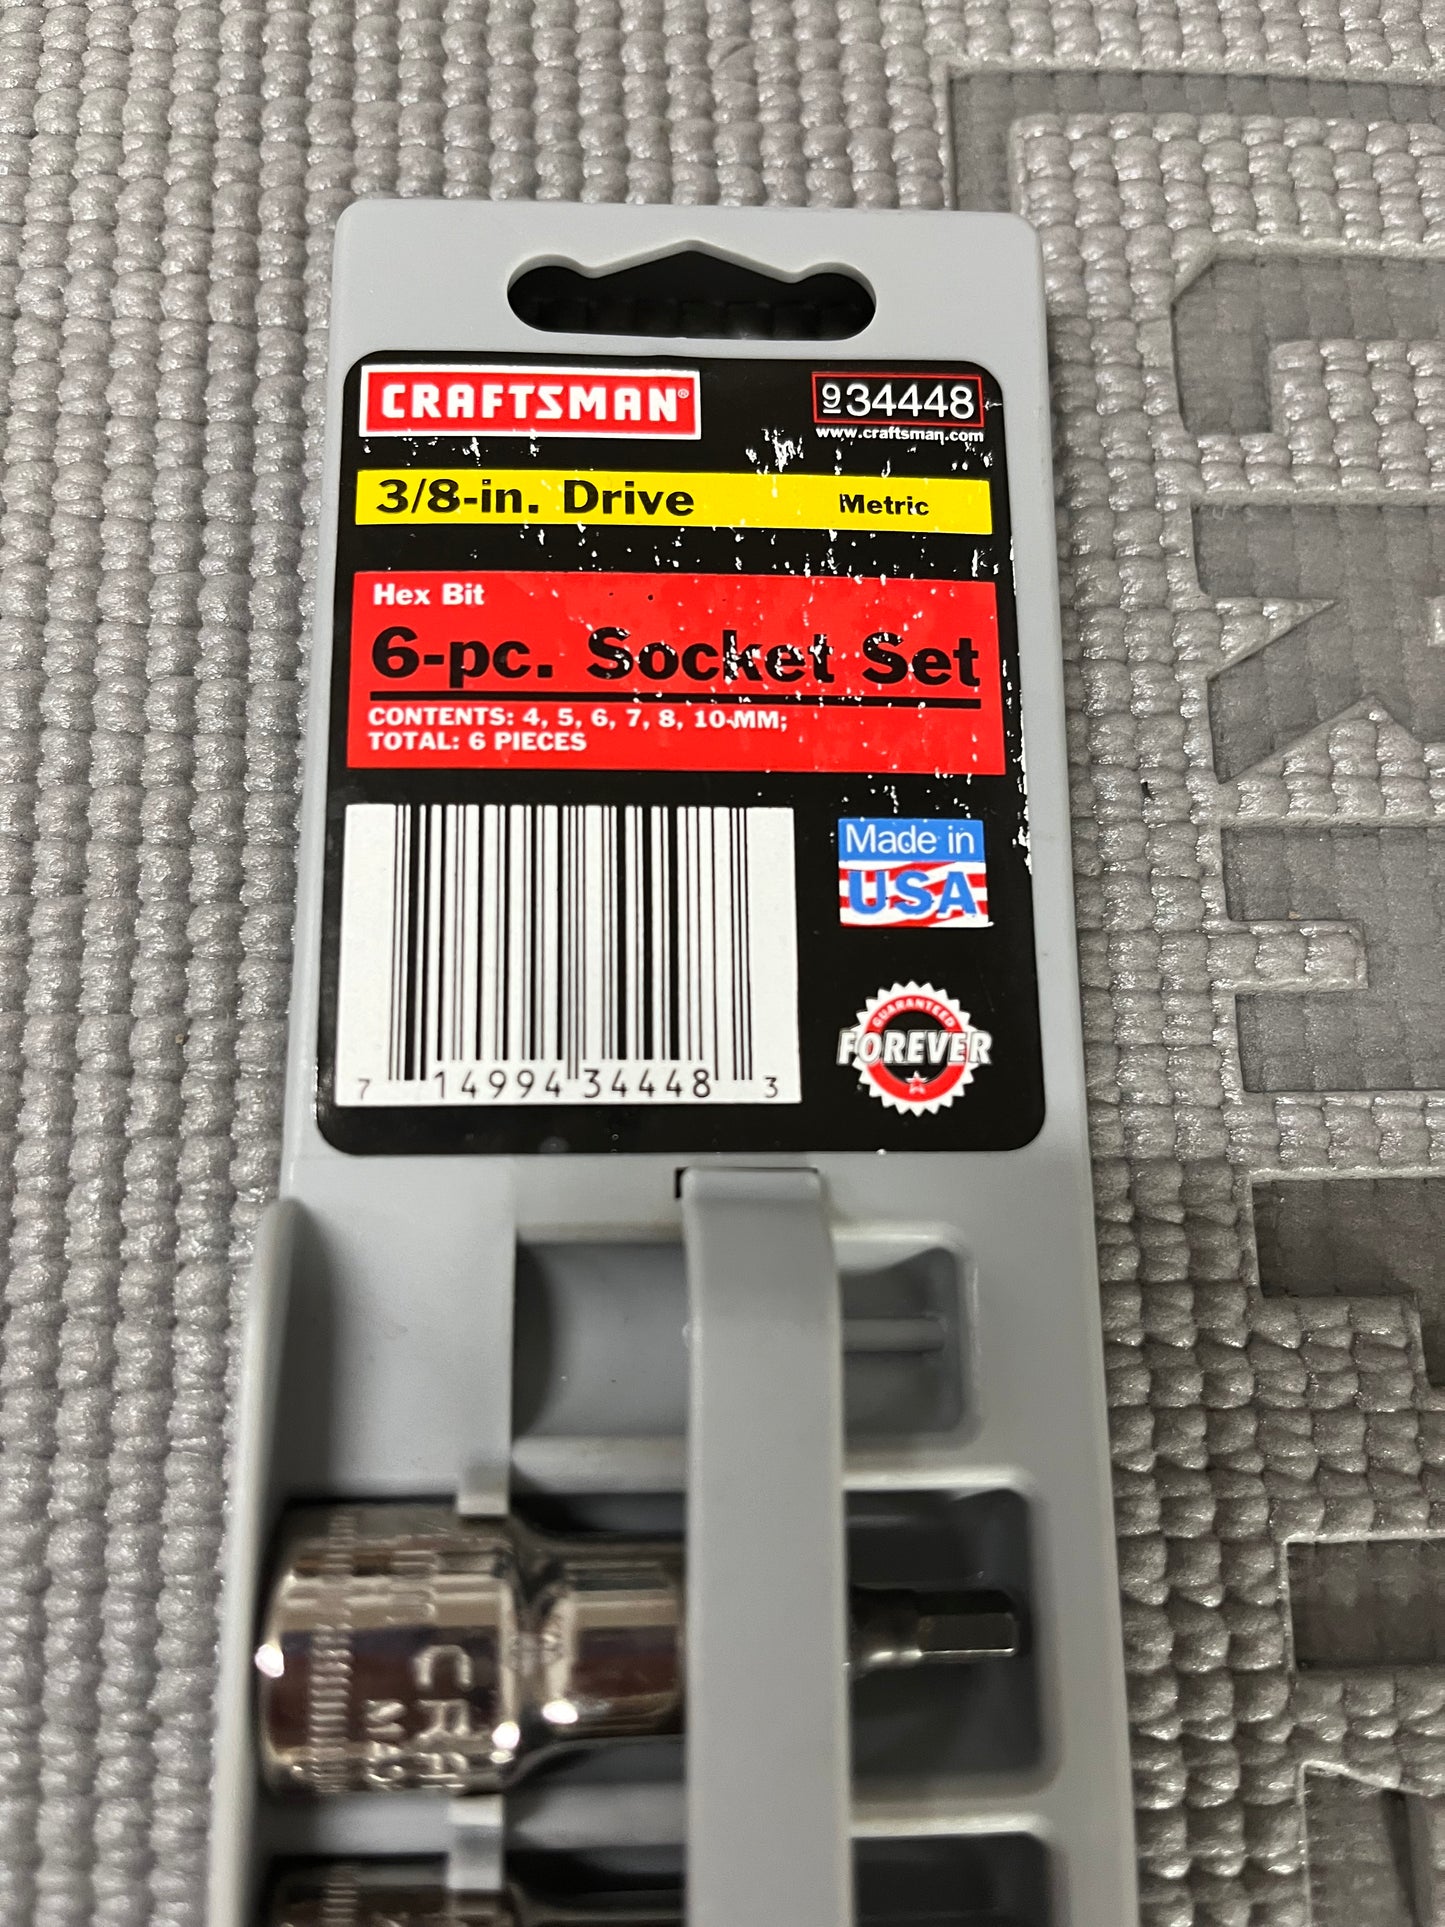 CRAFTSMAN®
934448
www.craftsman.com
3/8-in. Drive Metric
Hex Bit
6-pc. Socket Set
CONTENTS: 4, 5, 6, 7, 8, 10-MM;
TOTAL: 6 PIECES
Made in
USA
GUARANTEED
FOREVER
7 14994 34448 3